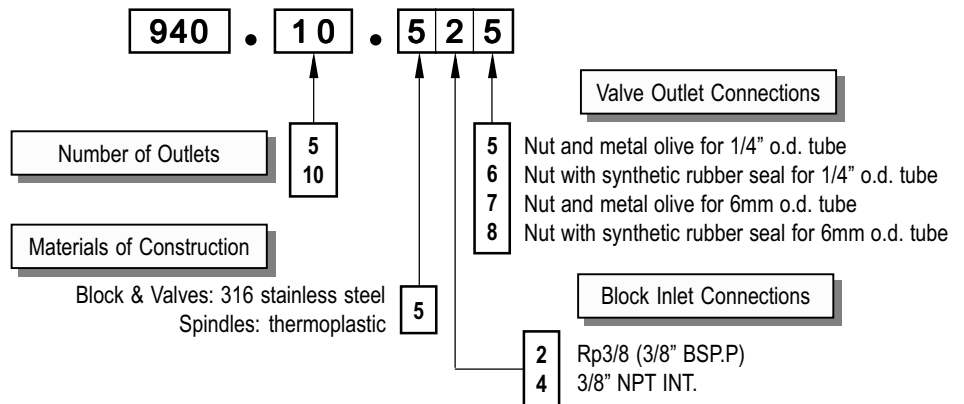 940 . 10 . 5 2 5
Valve Outlet Connections
Number of Outlets
5
10
5 Nut and metal olive for 1/4” o.d. tube
6 Nut with synthetic rubber seal for 1/4” o.d. tube
7 Nut and metal olive for 6mm o.d. tube
8 Nut with synthetic rubber seal for 6mm o.d. tube
Materials of Construction
Block & Valves: 316 stainless steel
Spindles: thermoplastic
5
Block Inlet Connections
2 Rp3/8 (3/8” BSP.P)
4 3/8” NPT INT.